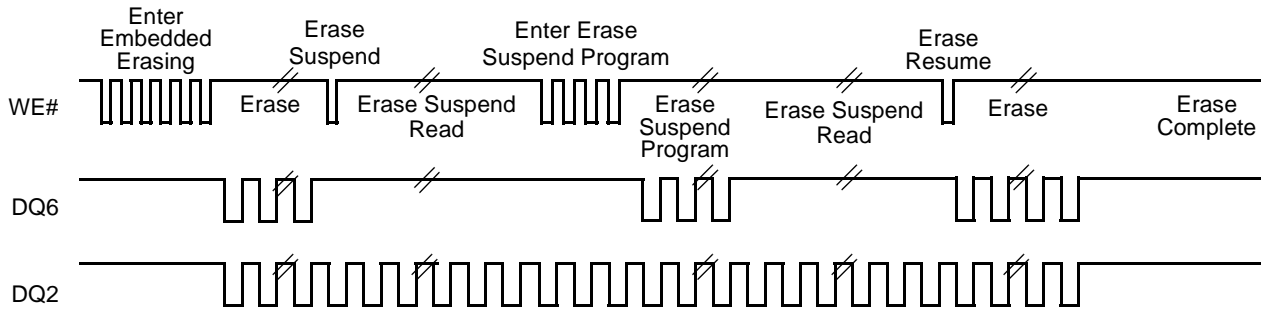 Enter
Embedded
Erasing
Erase
Suspend
Enter Erase
Suspend Program
Erase
Resume
WE#
Erase
Erase Suspend
Read
Erase
Suspend
Program
Erase Suspend
Read
Erase
Erase
Complete
DQ6
DQ2